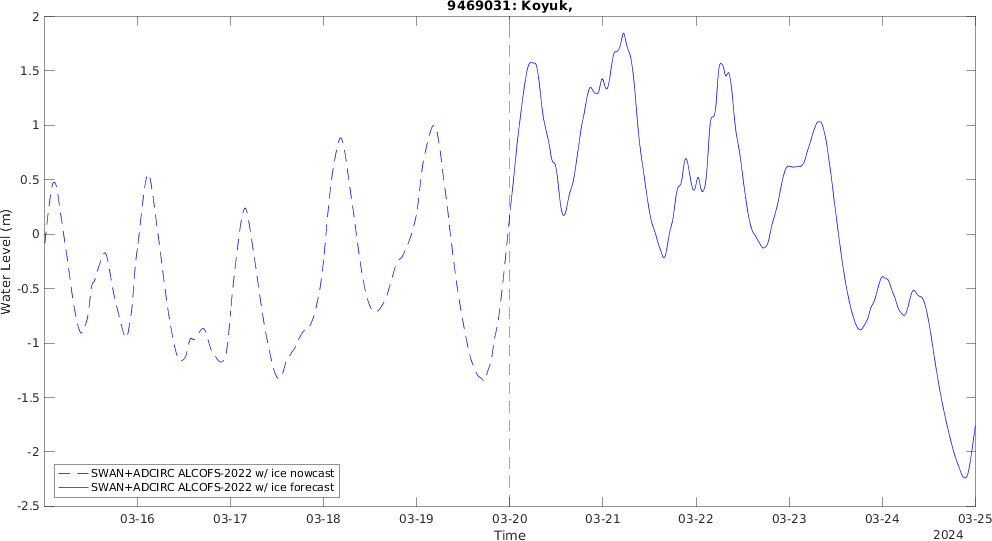 9469031: Koyuk,
Water Level (m)
2
1.5
1
0.5
0
-0.5
-1
-1.5
-2
-2.5
SWAN+ADCIRC ALCOFS-2022 w/ ice nowcast
SWAN+ADCIRC ALCOFS-2022 w/ ice forecast
03-16 03-17 03-18 03-19 03-20 03-21 03-22 03-23 03-24 03-25
Time
2024